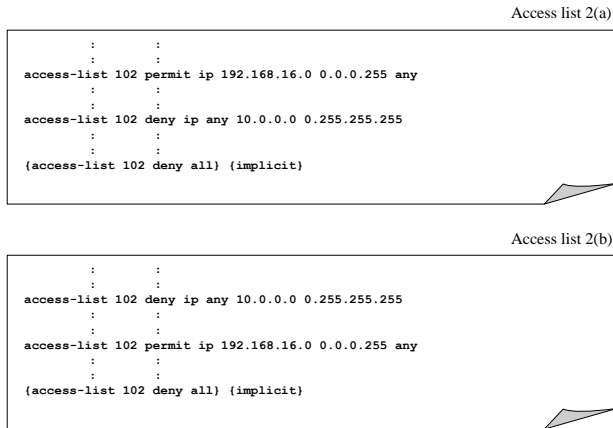 Access list 2(a)
: :
: :
access-list 102 permit ip 192.168.16.0 0.0.0.255 any
: :
: :
access-list 102 deny ip any 10.0.0.0 0.255.255.255
: :
: :
{access-list 102 deny all} {implicit}
Access list 2(b)
: :
: :
access-list 102 deny ip any 10.0.0.0 0.255.255.255
: :
: :
access-list 102 permit ip 192.168.16.0 0.0.0.255 any
: :
: :
{access-list 102 deny all} {implicit}